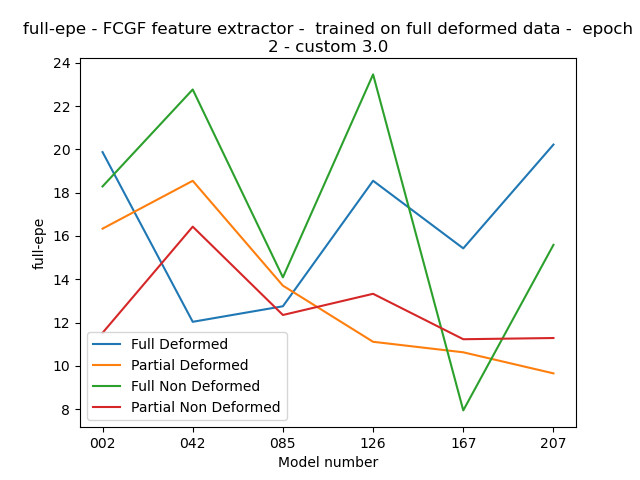 full-epe - FCGF feature extractor -  trained on full deformed data -  epoch
2 - custom 3.0
24
22
20
18
16
14
12
10
8
full-epe
Full Deformed
Partial Deformed
Full Non Deformed
Partial Non Deformed
002
042
085
126
167
207
Model number